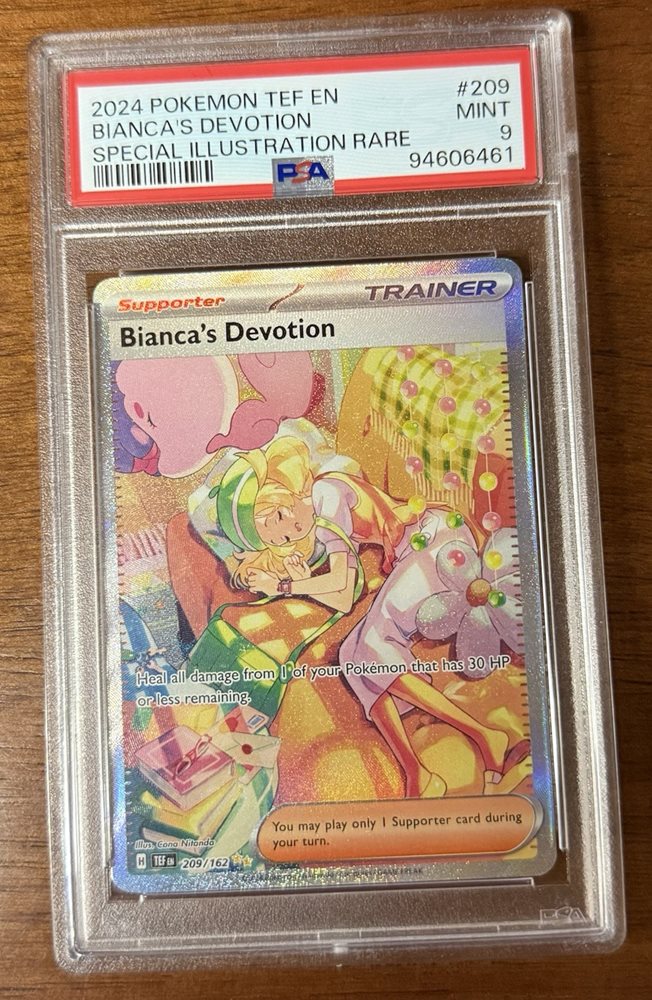 2024 POKEMON TEF EN #209
BIANCA'S DEVOTION MINT
SPECIAL ILLUSTRATION RARE 9
PSA 94606461
Supporter TRAINER
Bianca's Devotion
Heal all damage from 1 of your Pokémon that has 30 HP
or less remaining.
You may play only 1 Supporter card during
your turn.
Illus. Cona Nitanda
H TEF EN 209/162
PSA